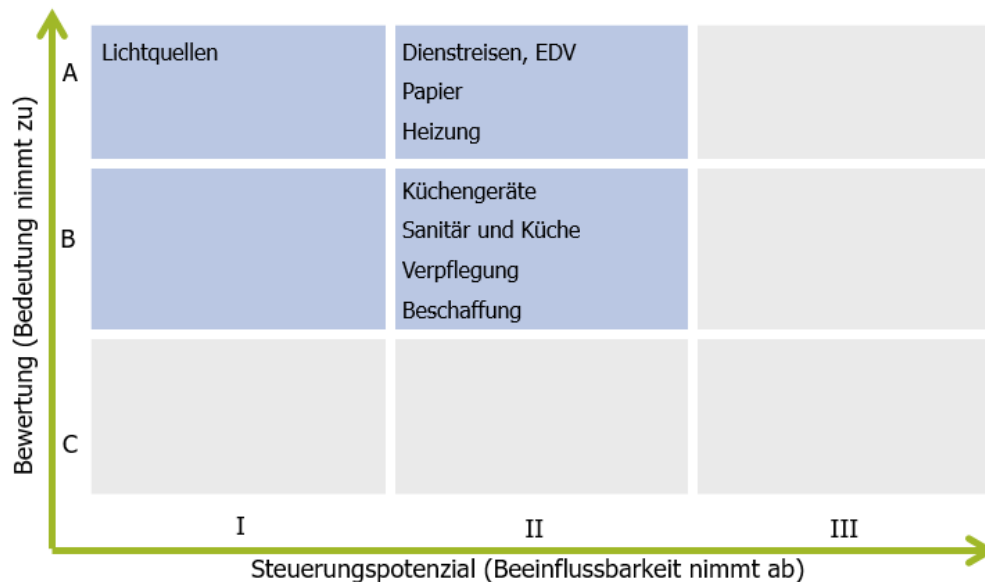 Bewertung (Bedeutung nimmt zu)
A
Lichtquellen
Dienstreisen, EDV
Papier
Heizung
B
Küchengeräte
Sanitär und Küche
Verpflegung
Beschaffung
C
I
II
III
Steuerungspotenzial (Beeinflussbarkeit nimmt ab)